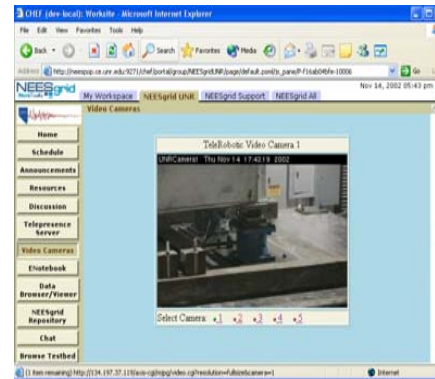 CHEF (dev-local): Worksite - Microsoft Internet Explorer
File Edit View Favorites Tools Help
Back Search Favorites Media
Address Go
NEESgrid Nov 14, 2002 05:43 pm
My Workspace NEESgrid UNR NEESgrid Support NEESgrid All
Video Cameras
Home
Schedule
Announcements
Resources
Discussion
Telepresence
Server
Video Cameras
ENotebook
Data
Browser/Viewer
NEESgrid
Repository
Chat
Browse Testbed
TeleRobotic Video Camera 1
UNRCamera1 Thu Nov 14 17:42:19 2002
Select Camera: 1 2 3 4 5
Internet